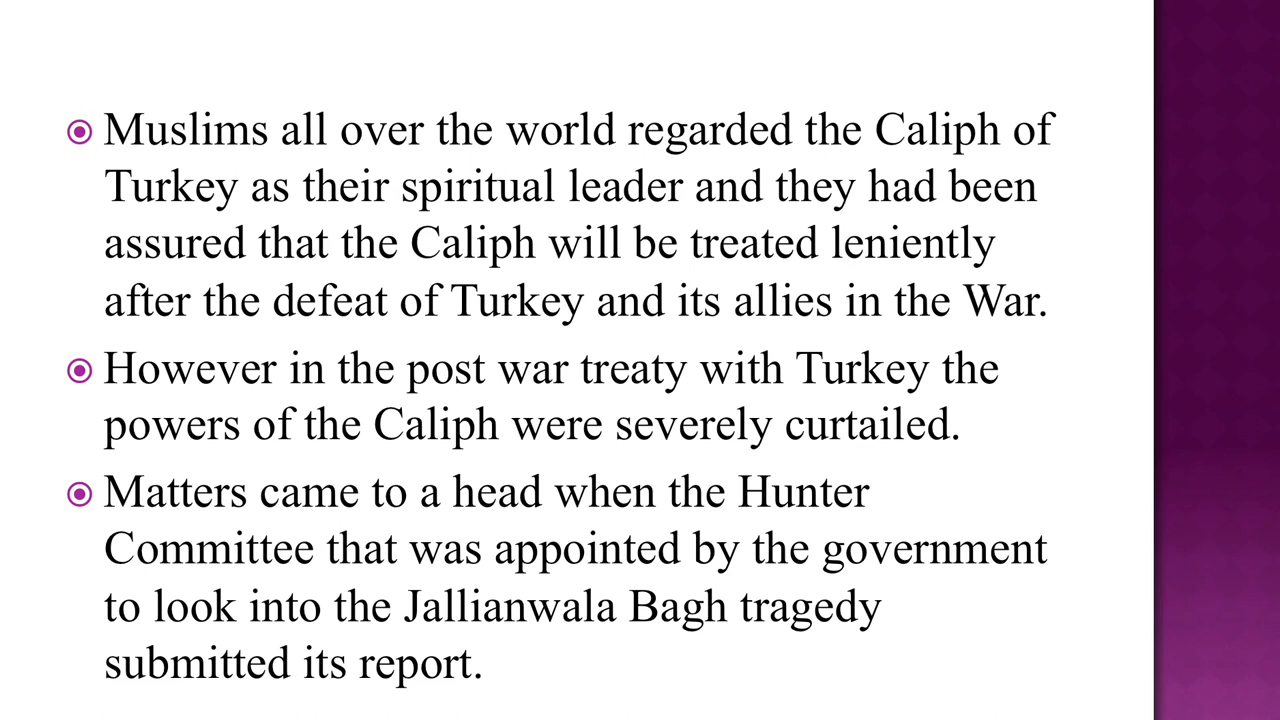 Muslims all over the world regarded the Caliph of
Turkey as their spiritual leader and they had been
assured that the Caliph will be treated leniently
after the defeat of Turkey and its allies in the War.
However in the post war treaty with Turkey the
powers of the Caliph were severely curtailed.
Matters came to a head when the Hunter
Committee that was appointed by the government
to look into the Jallianwala Bagh tragedy
submitted its report.